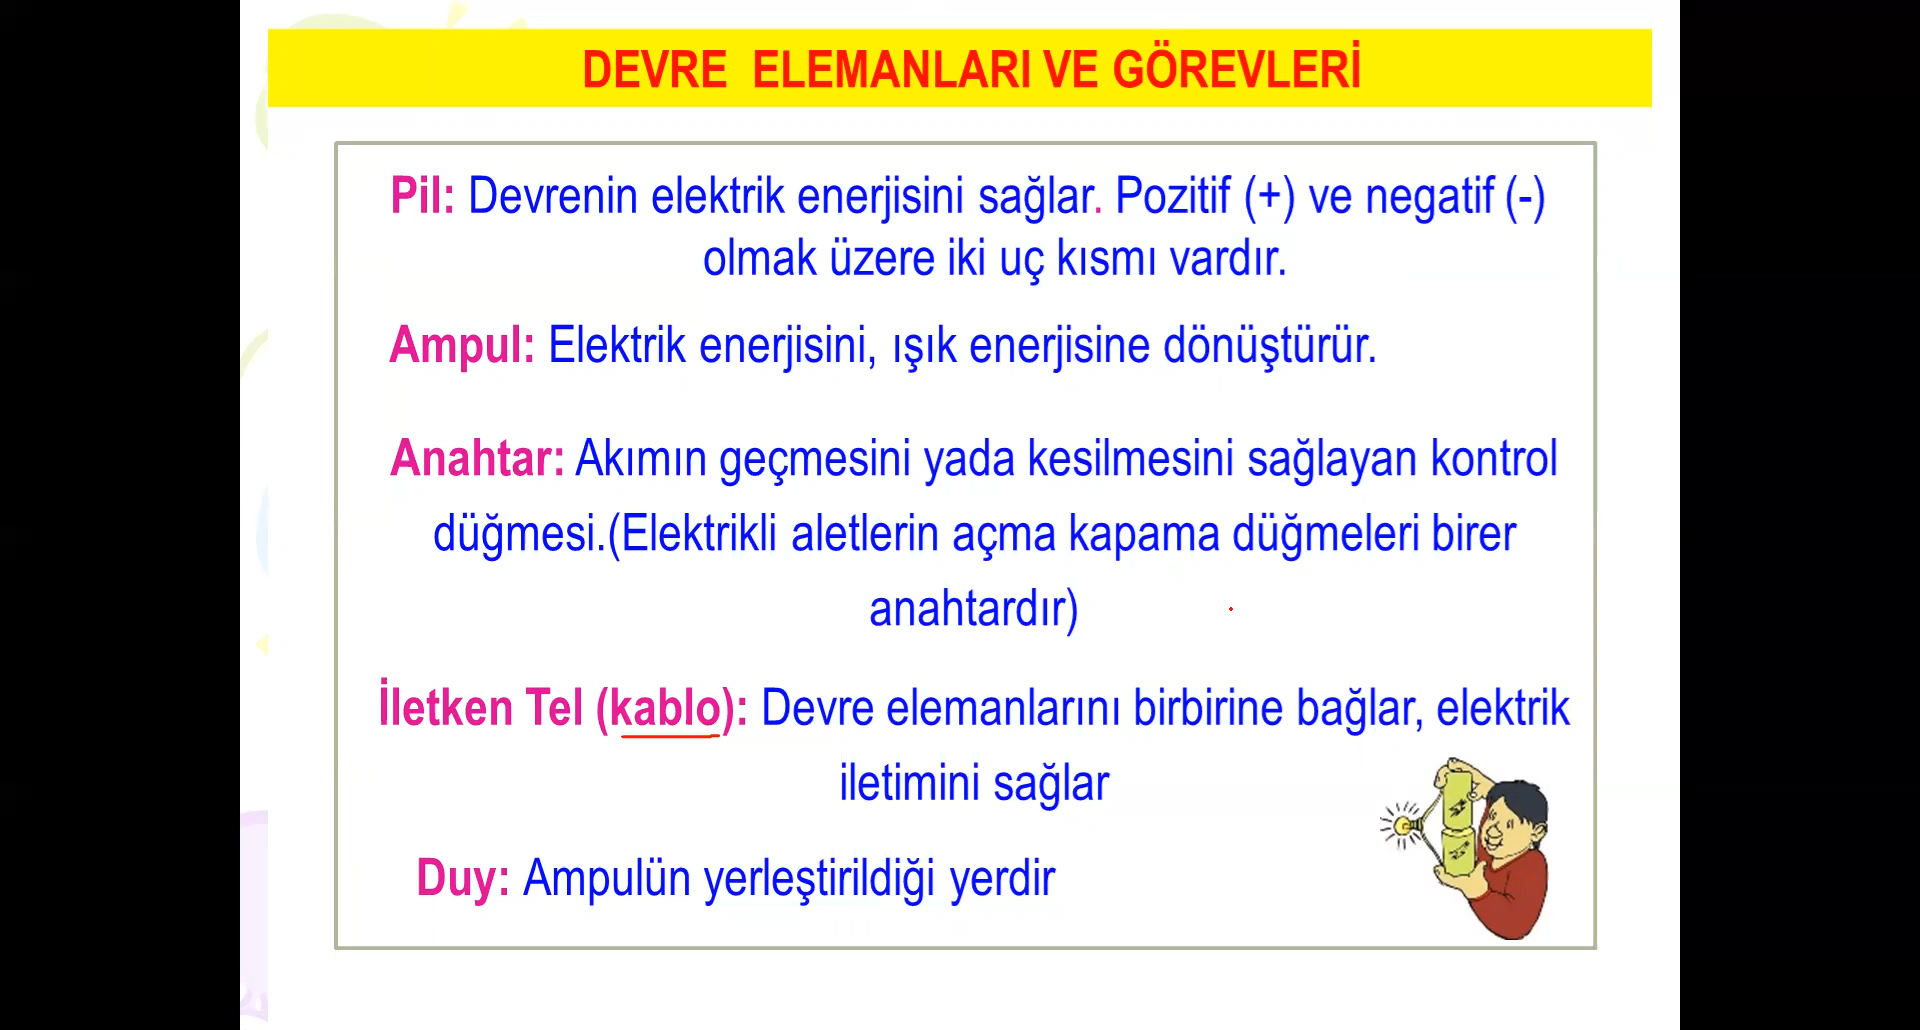 DEVRE ELEMANLARI VE GÖREVLERİ
Pil: Devrenin elektrik enerjisini sağlar. Pozitif (+) ve negatif (-)
olmak üzere iki uç kısmı vardır.
Ampul: Elektrik enerjisini, ışık enerjisine dönüştürür.
Anahtar: Akımın geçmesini yada kesilmesini sağlayan kontrol
düğmesi.(Elektrikli aletlerin açma kapama düğmeleri birer
anahtardır)
İletken Tel (kablo): Devre elemanlarını birbirine bağlar, elektrik
iletimini sağlar
Duy: Ampulün yerleştirildiği yerdir